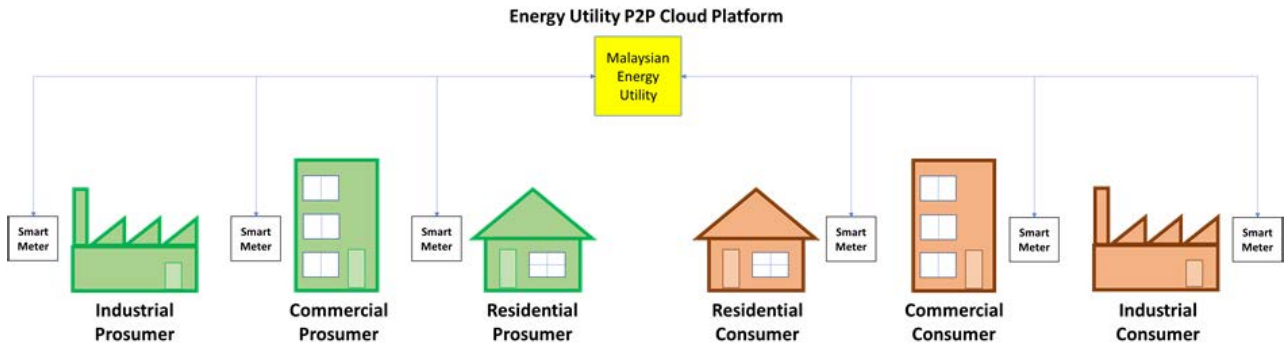 Energy Utility P2P Cloud Platform
Malaysian
Energy
Utility
Smart
Meter
Smart
Meter
Smart
Meter
Smart
Meter
Smart
Meter
Smart
Meter
Industrial
Prosumer
Commercial
Prosumer
Residential
Prosumer
Residential
Consumer
Commercial
Consumer
Industrial
Consumer